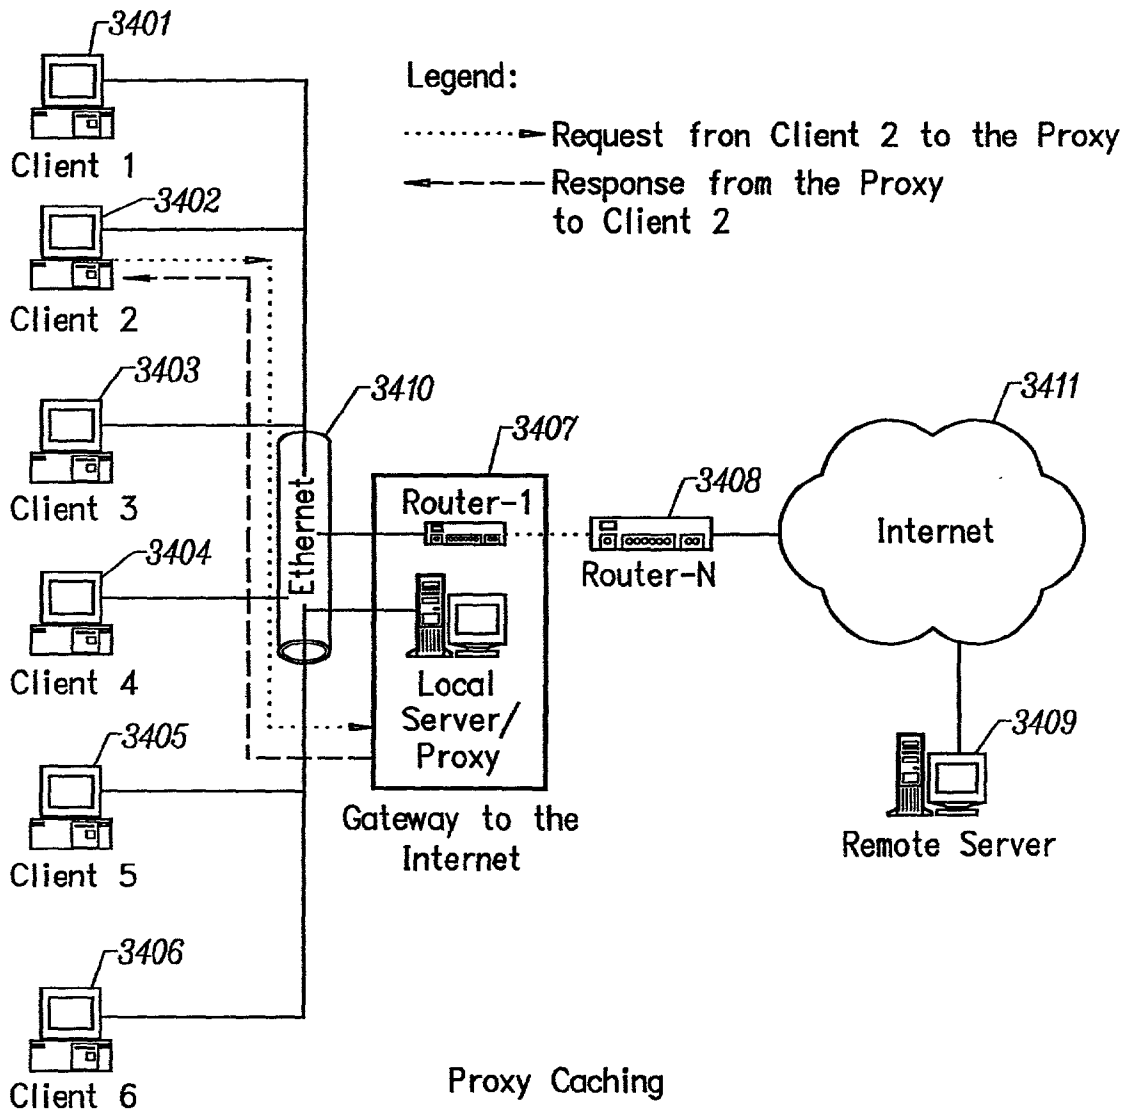 3401
Client 1
Legend:
Request fron Client 2 to the Proxy
Response from the Proxy
to Client 2
3402
Client 2
3403
Client 3
3410
Ethernet
3404
Client 4
3407
Router-1
Local
Server/
Proxy
Gateway to the
Internet
3408
Router-N
3411
Internet
3409
Remote Server
3405
Client 5
3406
Client 6
Proxy Caching